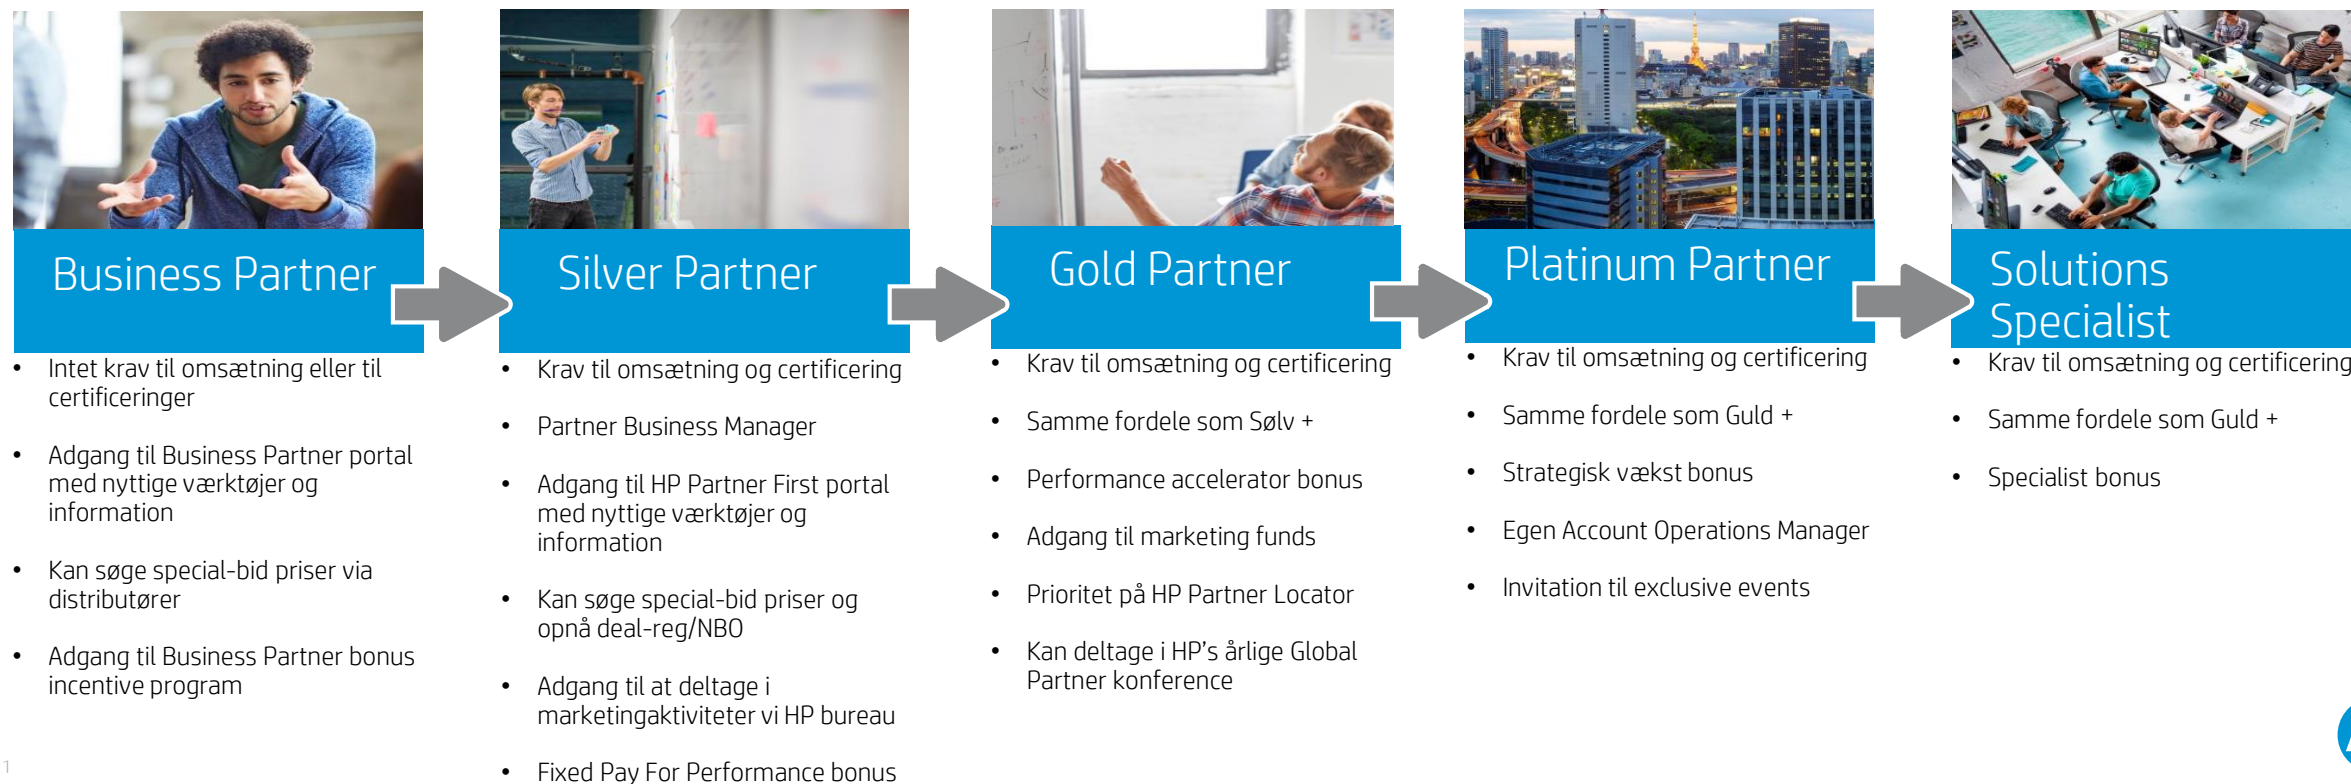 Business Partner
• Intet krav til omsætning eller til
certificeringer
• Adgang til Business Partner portal
med nyttige værktøjer og
information
• Kan søge special-bid priser via
distributører
• Adgang til Business Partner bonus
incentive program
Silver Partner
• Krav til omsætning og certificering
• Partner Business Manager
• Adgang til HP Partner First portal
med nyttige værktøjer og
information
• Kan søge special-bid priser og
opnå deal-reg/NBO
• Adgang til at deltage i
marketingaktiviteter vi HP bureau
• Fixed Pay For Performance bonus
Gold Partner
• Krav til omsætning og certificering
• Samme fordele som Sølv +
• Performance accelerator bonus
• Adgang til marketing funds
• Prioritet på HP Partner Locator
• Kan deltage i HP’s årlige Global
Partner konference
Platinum Partner
• Krav til omsætning og certificering
• Samme fordele som Guld +
• Strategisk vækst bonus
• Egen Account Operations Manager
• Invitation til exclusive events
Solutions
Specialist
• Krav til omsætning og certificering
• Samme fordele som Guld +
• Specialist bonus
1